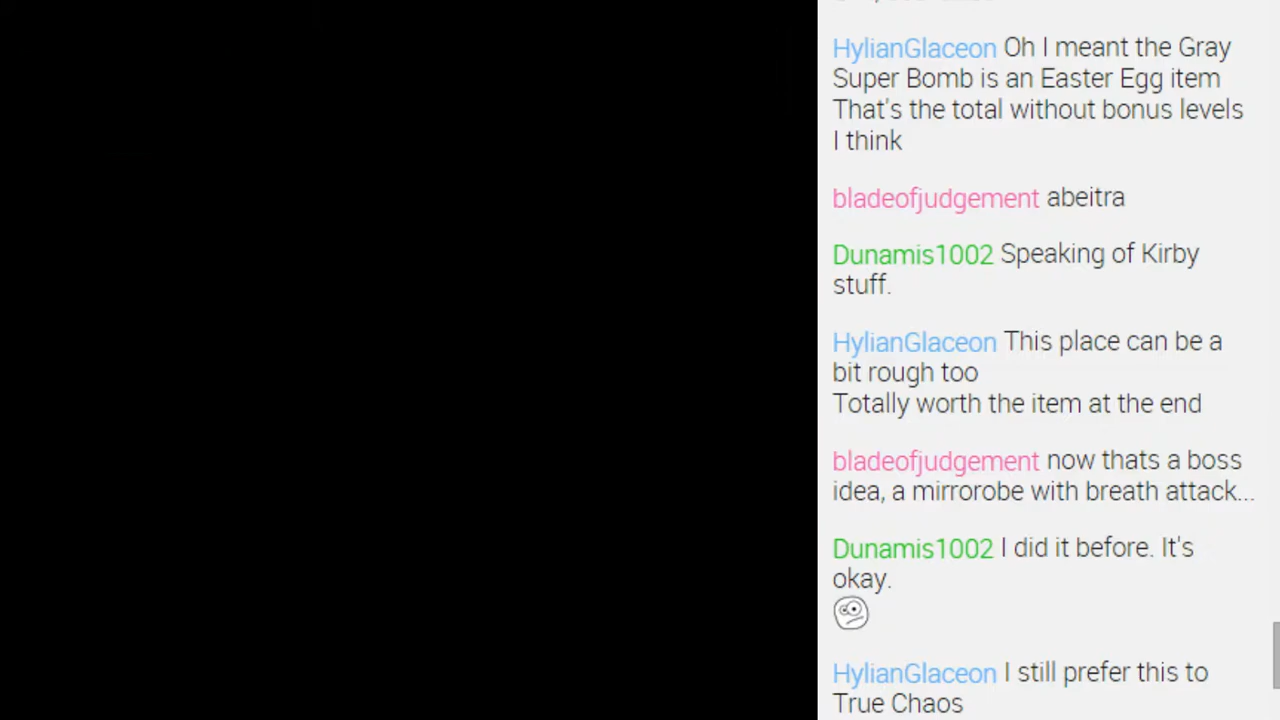 HylianGlaceon Oh I meant the Gray
Super Bomb is an Easter Egg item
That's the total without bonus levels
I think
bladeofjudgement abeitra
Dunamis1002 Speaking of Kirby
stuff.
HylianGlaceon This place can be a
bit rough too
Totally worth the item at the end
bladeofjudgement now thats a boss
idea, a mirrorobe with breath attack...
Dunamis1002 I did it before. It's
okay.
HylianGlaceon I still prefer this to
True Chaos